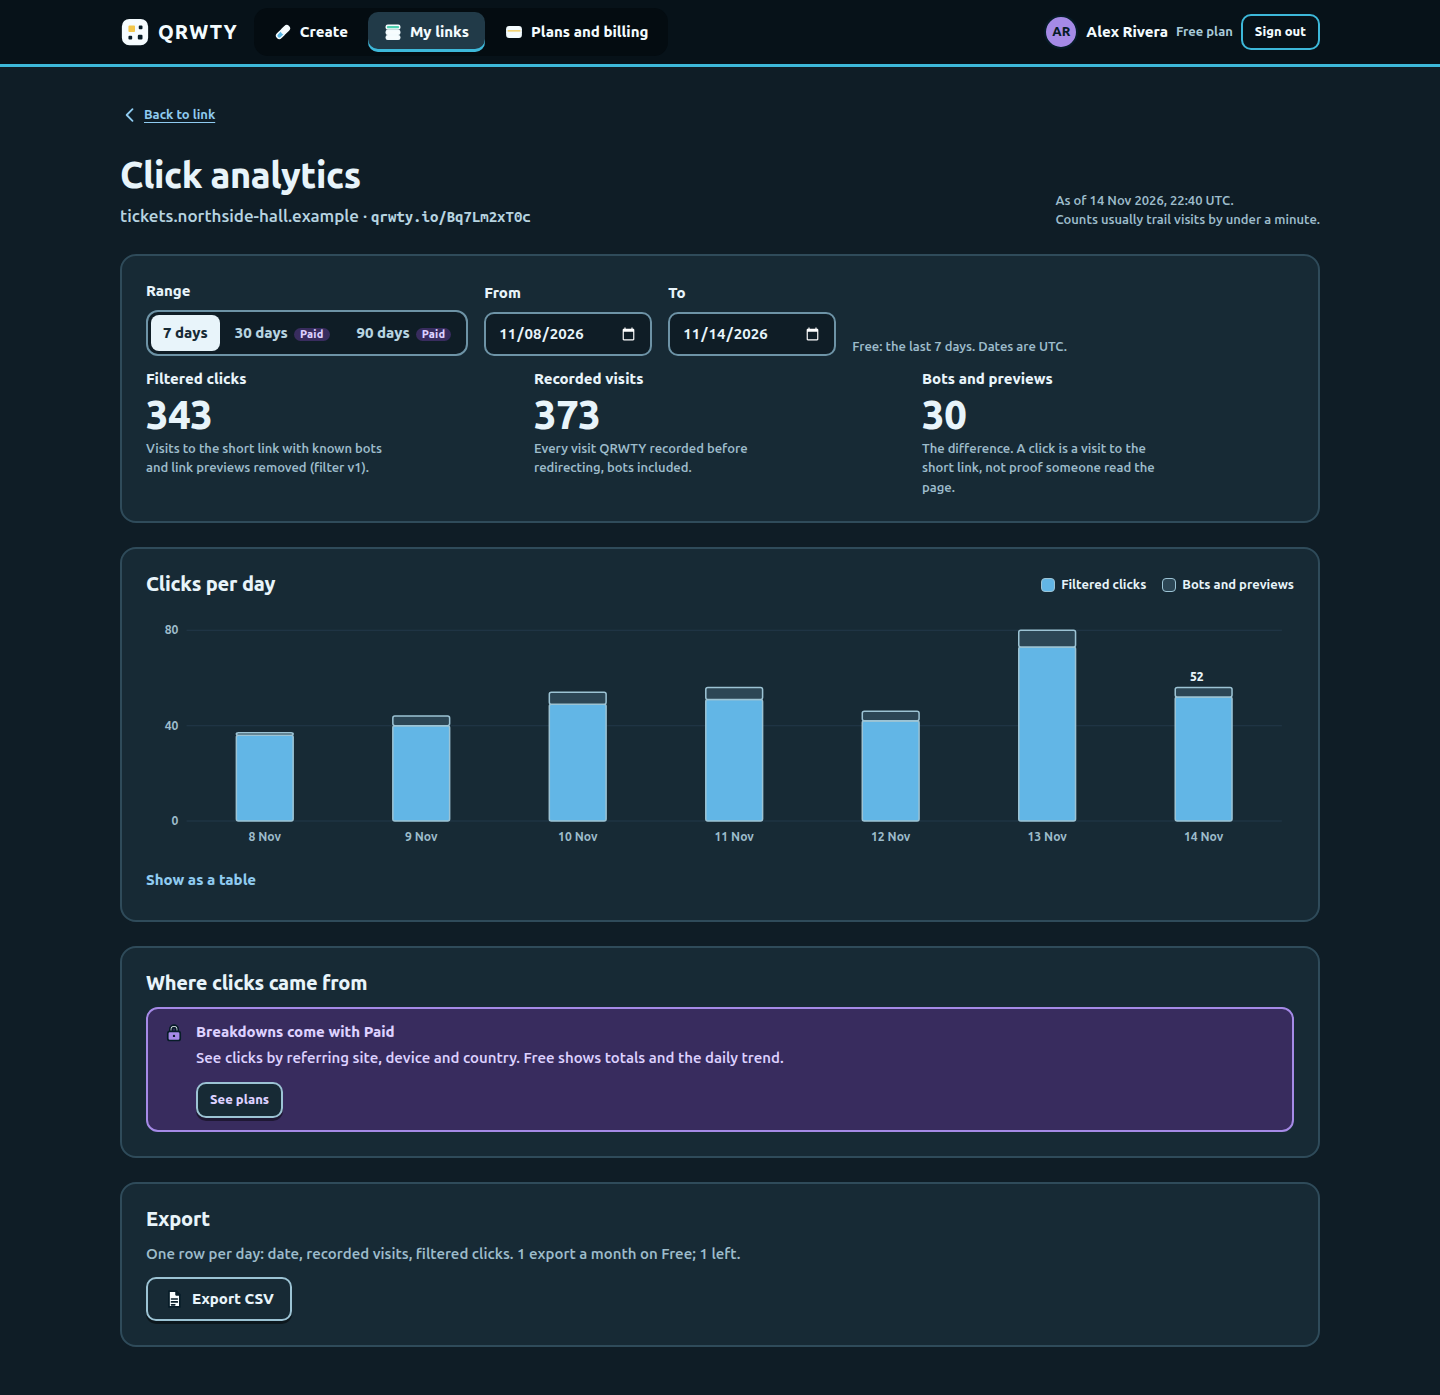 QRWTY
Create
My links
Plans and billing
AR
Alex Rivera
Free plan
Sign out
Back to link
Click analytics
tickets.northside-hall.example · qrwty.io/Bq7Lm2xT0c
As of 14 Nov 2026, 22:40 UTC.
Counts usually trail visits by under a minute.
Range
7 days
30 days Paid
90 days Paid
From
11/08/2026
To
11/14/2026
Free: the last 7 days. Dates are UTC.
Filtered clicks
343
Visits to the short link with known bots
and link previews removed (filter v1).
Recorded visits
373
Every visit QRWTY recorded before
redirecting, bots included.
Bots and previews
30
The difference. A click is a visit to the
short link, not proof someone read the
page.
Clicks per day
Filtered clicks
Bots and previews
80
40
0
52
8 Nov
9 Nov
10 Nov
11 Nov
12 Nov
13 Nov
14 Nov
Show as a table
Where clicks came from
Breakdowns come with Paid
See clicks by referring site, device and country. Free shows totals and the daily trend.
See plans
Export
One row per day: date, recorded visits, filtered clicks. 1 export a month on Free; 1 left.
Export CSV